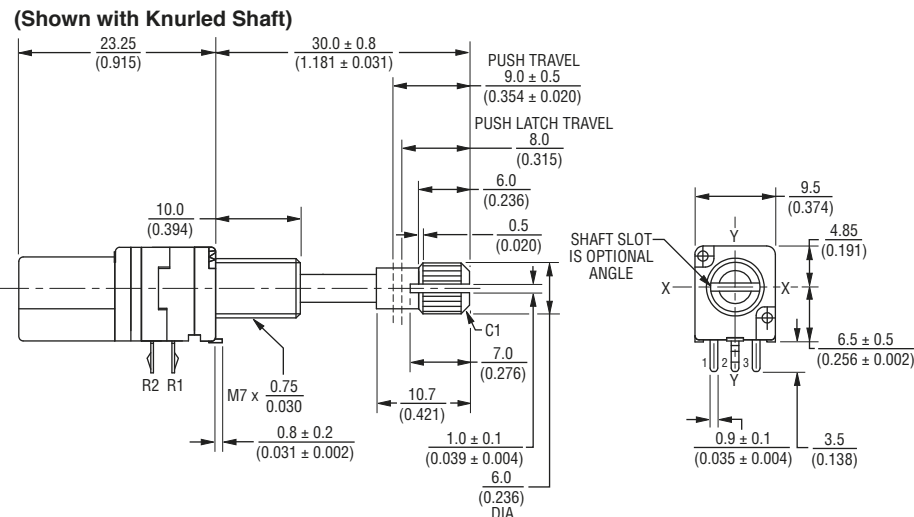 (Shown with Knurled Shaft)
23.25
(0.915)
30.0 ± 0.8
(1.181 ± 0.031)
PUSH TRAVEL
9.0 ± 0.5
(0.354 ± 0.020)
PUSH LATCH TRAVEL
8.0
(0.315)
6.0
(0.236)
0.5
(0.020)
10.0
(0.394)
C1
7.0
(0.276)
10.7
(0.421)
R2 R1
M7 x 0.75
0.030
0.8 ± 0.2
(0.031 ± 0.002)
1.0 ± 0.1
(0.039 ± 0.004)
6.0
(0.236)
DIA
9.5
(0.374)
SHAFT SLOT
IS OPTIONAL
ANGLE
Y
4.85
(0.191)
X X
6.5 ± 0.5
(0.256 ± 0.002)
1 2 3
Y
0.9 ± 0.1
(0.035 ± 0.004)
3.5
(0.138)